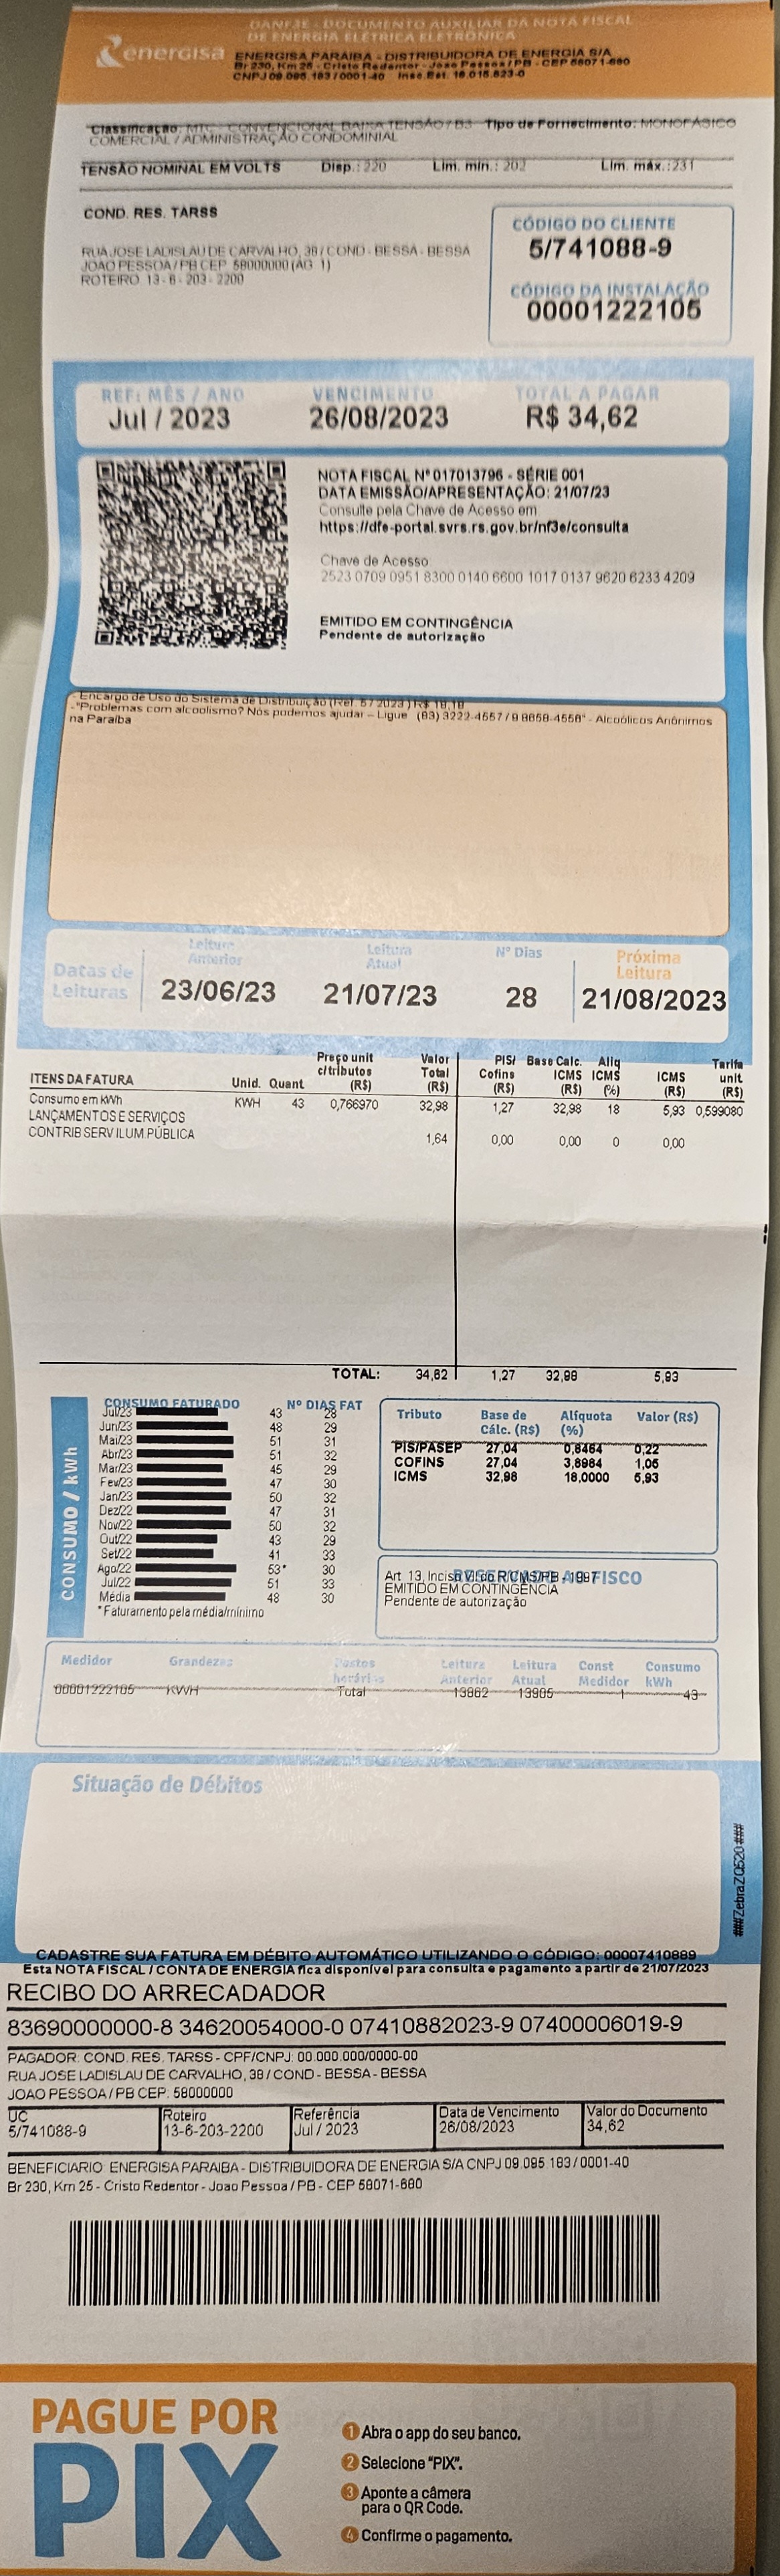 DANF3E - DOCUMENTO AUXILIAR DA NOTA FISCAL
DE ENERGIA ELÉTRICA ELETRÔNICA
energisa
ENERGISA PARAIBA - DISTRIBUIDORA DE ENERGIA S/A
Br 230, Km 25 - Cristo Redentor - Joao Pessoa / PB - CEP 58071-680
CNPJ 09.095.183/0001-40 Insc.Est. 16.015.823-0
Classificação: MTC - CONVENCIONAL BAIXA TENSÃO / B3 Tipo de Fornecimento: MONOFÁSICO
COMERCIAL / ADMINISTRAÇÃO CONDOMINIAL
TENSÃO NOMINAL EM VOLTS Disp.: 220 Lim. min.: 202 Lim. máx.: 231
COND. RES. TARSS
RUA JOSE LADISLAU DE CARVALHO, 38 / COND - BESSA - BESSA
JOAO PESSOA / PB CEP: 58000000 (AG: 1)
ROTEIRO: 13 - 6 - 203 - 2200
CÓDIGO DO CLIENTE
5/741088-9
CÓDIGO DA INSTALAÇÃO
00001222105
REF: MÊS / ANO VENCIMENTO TOTAL A PAGAR
Jul / 2023 26/08/2023 R$ 34,62
NOTA FISCAL Nº 017013796 - SÉRIE 001
DATA EMISSÃO/APRESENTAÇÃO: 21/07/23
Consulte pela Chave de Acesso em
https://dfe-portal.svrs.rs.gov.br/nf3e/consulta
Chave de Acesso
2523 0709 0951 8300 0140 6600 1017 0137 9620 6233 4209
EMITIDO EM CONTINGÊNCIA
Pendente de autorização
- Encargo de Uso do Sistema de Distribuição (Ref. 5 / 2023 ) R$ 18,18
-"Problemas com alcoolismo? Nós podemos ajudar – Ligue (83) 3222-4557 / 9 8858-4558" - Alcoólicos Anônimos
na Paraiba
Datas de Leituras
Leitura Anterior Leitura Atual Nº Dias Próxima Leitura
23/06/23 21/07/23 28 21/08/2023
ITENS DA FATURA Unid. Quant Preço unit c/tributos (R$) Valor Total (R$) PIS/ Cofins (R$) Base Calc. ICMS (R$) Aliq ICMS (%) ICMS (R$) Tarifa unit (R$)
Consumo em kWh KWH 43 0,766970 32,98 1,27 32,98 18 5,93 0,599080
LANÇAMENTOS E SERVIÇOS
CONTRIB SERV ILUM PÚBLICA 1,64 0,00 0,00 0 0,00
TOTAL: 34,62 1,27 32,98 5,93
CONSUMO / kWh
CONSUMO FATURADO Nº DIAS FAT
Jul/23 43 28
Jun/23 48 29
Mai/23 51 31
Abr/23 51 32
Mar/23 45 29
Fev/23 47 30
Jan/23 50 32
Dez/22 47 31
Nov/22 50 32
Out/22 43 29
Set/22 41 33
Ago/22 53* 30
Jul/22 51 33
Média 48 30
* Faturamento pela média/mínimo
Tributo Base de Cálc. (R$) Alíquota (%) Valor (R$)
PIS/PASEP 27,04 0,8464 0,22
COFINS 27,04 3,8984 1,05
ICMS 32,98 18,0000 5,93
Art. 13, Inciso VI do RICMS/PB - 1997
EMITIDO EM CONTINGÊNCIA
Pendente de autorização
Medidor Grandezas Postos horários Leitura Anterior Leitura Atual Const Medidor Consumo kWh
00001222105 KWH Total 13862 13905 1 43
Situação de Débitos
###ZebraZQ520###
CADASTRE SUA FATURA EM DÉBITO AUTOMÁTICO UTILIZANDO O CÓDIGO: 00007410889
Esta NOTA FISCAL / CONTA DE ENERGIA fica disponível para consulta e pagamento a partir de 21/07/2023
RECIBO DO ARRECADADOR
83690000000-8 34620054000-0 07410882023-9 07400006019-9
PAGADOR: COND. RES. TARSS - CPF/CNPJ: 00.000.000/0000-00
RUA JOSE LADISLAU DE CARVALHO, 38 / COND - BESSA - BESSA
JOAO PESSOA / PB CEP: 58000000
UC Roteiro Referência Data de Vencimento Valor do Documento
5/741088-9 13-6-203-2200 Jul / 2023 26/08/2023 34,62
BENEFICIARIO: ENERGISA PARAIBA - DISTRIBUIDORA DE ENERGIA S/A CNPJ 09.095.183/0001-40
Br 230, Km 25 - Cristo Redentor - Joao Pessoa / PB - CEP 58071-680
PAGUE POR
PIX
1 Abra o app do seu banco.
2 Selecione "PIX".
3 Aponte a câmera
para o QR Code.
4 Confirme o pagamento.